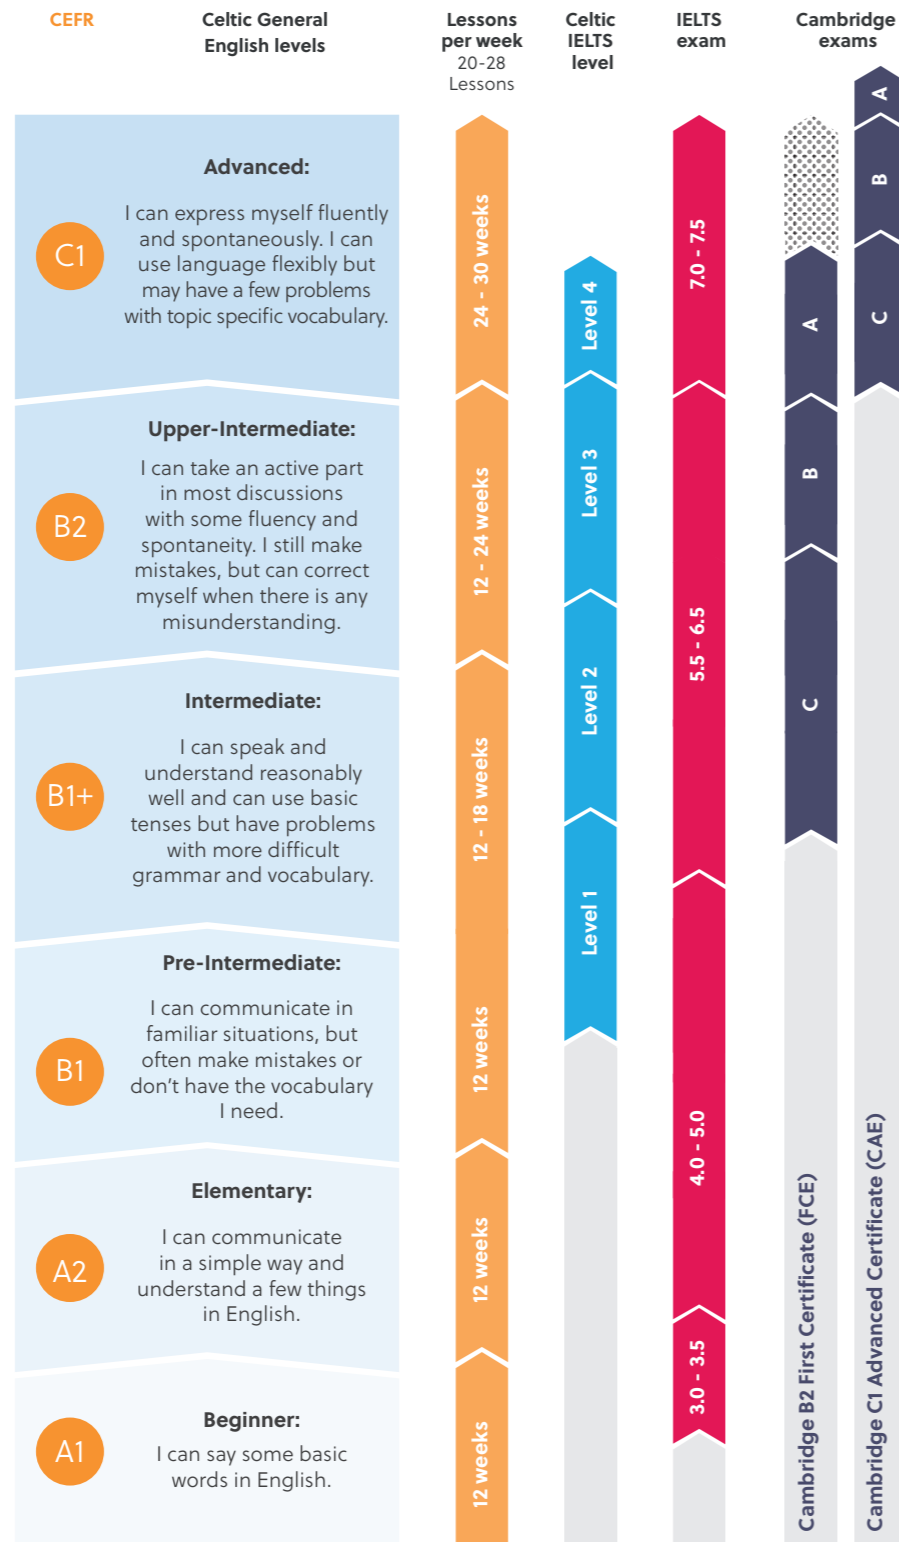 CEFR
Celtic General
English levels
Lessons
per week
20-28
Lessons
Celtic
IELTS
level
IELTS
exam
Cambridge
exams
C1
Advanced:
I can express myself fluently
and spontaneously. I can
use language flexibly but
may have a few problems
with topic specific vocabulary.
B2
Upper-Intermediate:
I can take an active part
in most discussions
with some fluency and
spontaneity. I still make
mistakes, but can correct
myself when there is any
misunderstanding.
B1+
Intermediate:
I can speak and
understand reasonably
well and can use basic
tenses but have problems
with more difficult
grammar and vocabulary.
B1
Pre-Intermediate:
I can communicate in
familiar situations, but
often make mistakes or
don't have the vocabulary
I need.
A2
Elementary:
I can communicate
in a simple way and
understand a few things
in English.
A1
Beginner:
I can say some basic
words in English.
24 - 30 weeks
12 - 24 weeks
12 - 18 weeks
12 weeks
12 weeks
12 weeks
Level 4
Level 3
Level 2
Level 1
7.0 - 7.5
5.5 - 6.5
4.0 - 5.0
3.0 - 3.5
A
B
C
Cambridge B2 First Certificate (FCE)
A
B
C
Cambridge C1 Advanced Certificate (CAE)